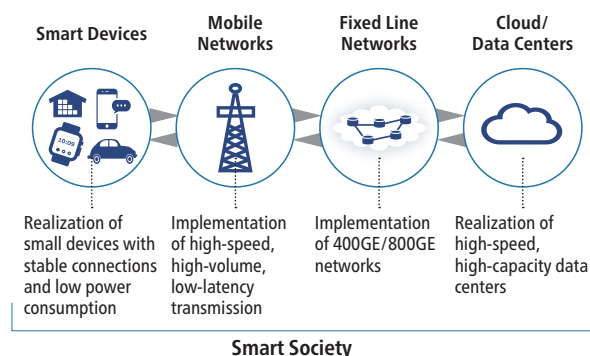 Smart Devices
Mobile
Networks
Fixed Line
Networks
Cloud/
Data Centers
10:09
Realization of
small devices with
stable connections
and low power
consumption
Implementation
of high-speed,
high-volume,
low-latency
transmission
Implementation
of 400GE/800GE
networks
Realization of
high-speed,
high-capacity data
centers
Smart Society